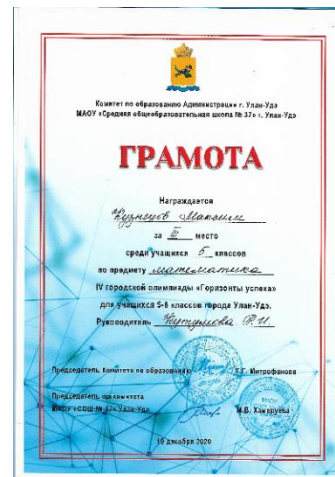 Комитет по образованию Администрации г. Улан-Удэ
МАОУ «Средняя общеобразовательная школа № 37» г. Улан-Удэ
ГРАМОТА
Награждается
Кузнецов Максим
за III место
среди учащихся 5 классов
по предмету математика
IV городской олимпиады «Горизонты успеха»
для учащихся 5-6 классов города Улан-Удэ.
Руководитель
Председатель Комитета по образованию Т.Г. Митрофанова
Председатель оргкомитета
МАОУ «СОШ № 37» Улан-Удэ М.В. Хамеруева
19 декабря 2020